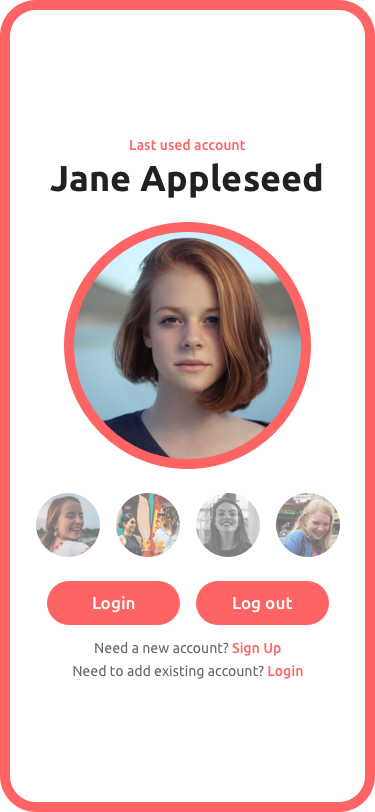 Last used account
Jane Appleseed
Login
Log out
Need a new account? Sign Up
Need to add existing account? Login